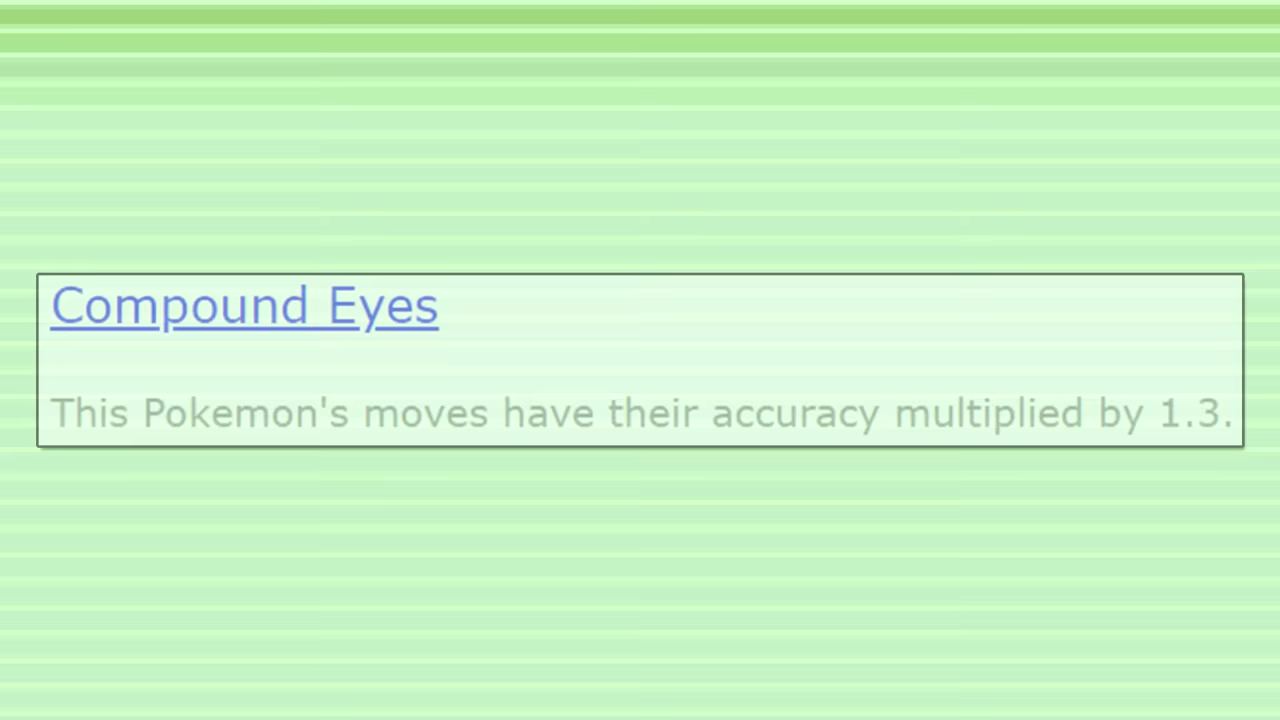 Compound Eyes
This Pokemon's moves have their accuracy multiplied by 1.3.